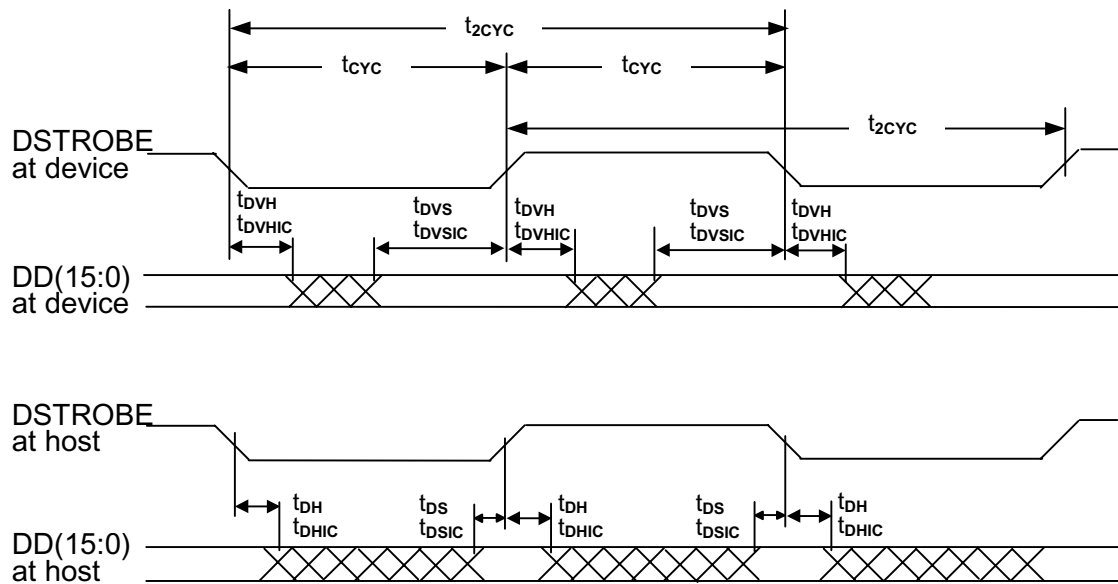 t2CYC
tCYC tCYC
t2CYC
DSTROBE
at device
tDVH tDVS tDVH tDVS tDVH
tDVHIC tDVSIC tDVHIC tDVSIC tDVHIC
DD(15:0)
at device
DSTROBE
at host
tDH tDS tDH tDS tDH
tDHIC tDSIC tDHIC tDSIC tDHIC
DD(15:0)
at host